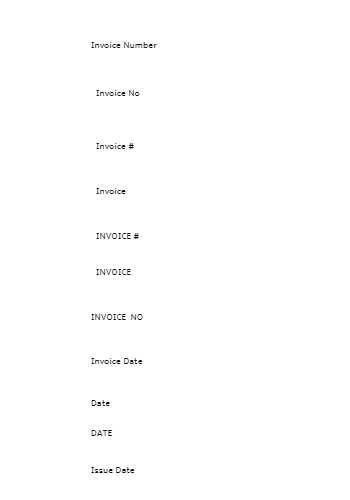 Invoice Number
Invoice No
Invoice #
Invoice
INVOICE #
INVOICE
INVOICE NO
Invoice Date
Date
DATE
Issue Date